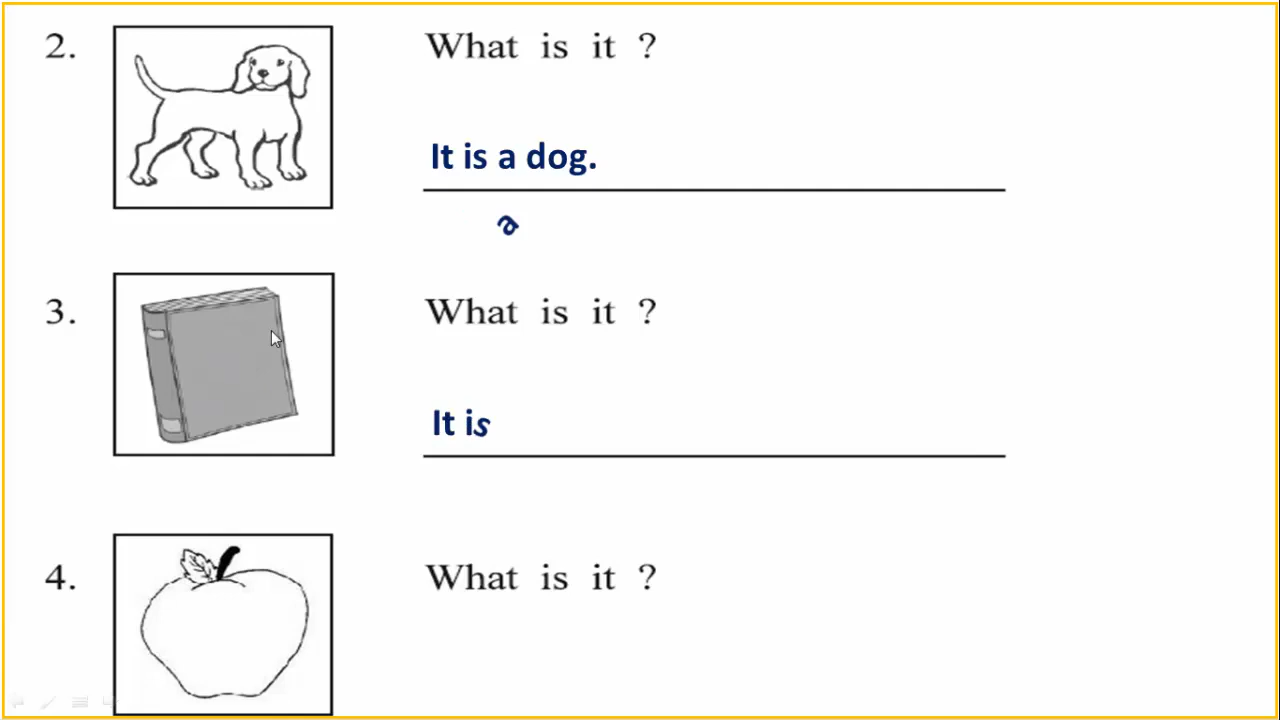 2. What is it ?
It is a dog.
a
3. What is it ?
It is
4. What is it ?